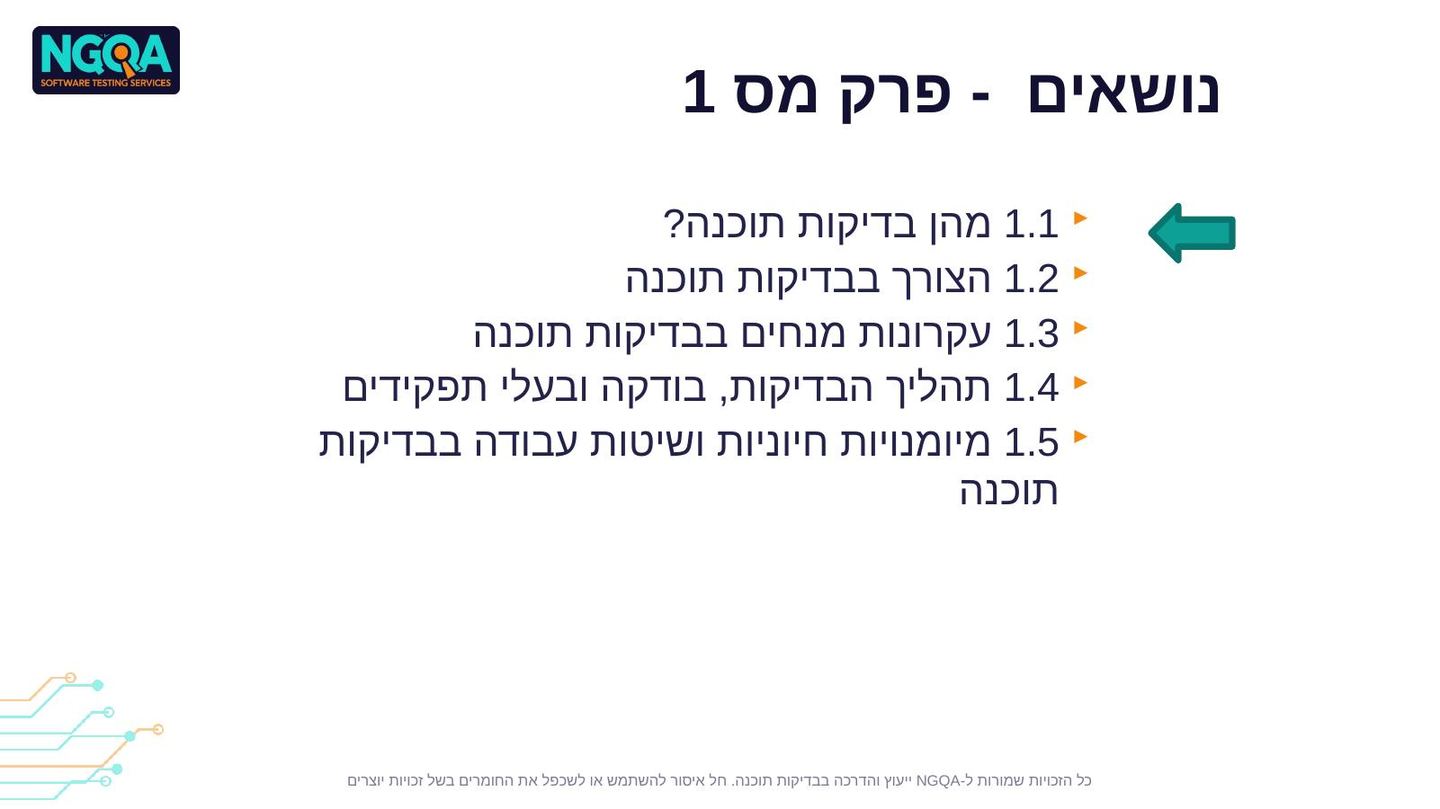 NGQA
SOFTWARE TESTING SERVICES
נושאים - פרק מס 1
1.1 מהן בדיקות תוכנה?
1.2 הצורך בבדיקות תוכנה
1.3 עקרונות מנחים בבדיקות תוכנה
1.4 תהליך הבדיקות, בודקה ובעלי תפקידים
1.5 מיומנויות חיוניות ושיטות עבודה בבדיקות
תוכנה
כל הזכויות שמורות ל-NGQA ייעוץ והדרכה בבדיקות תוכנה. חל איסור להשתמש או לשכפל את החומרים בשל זכויות יוצרים